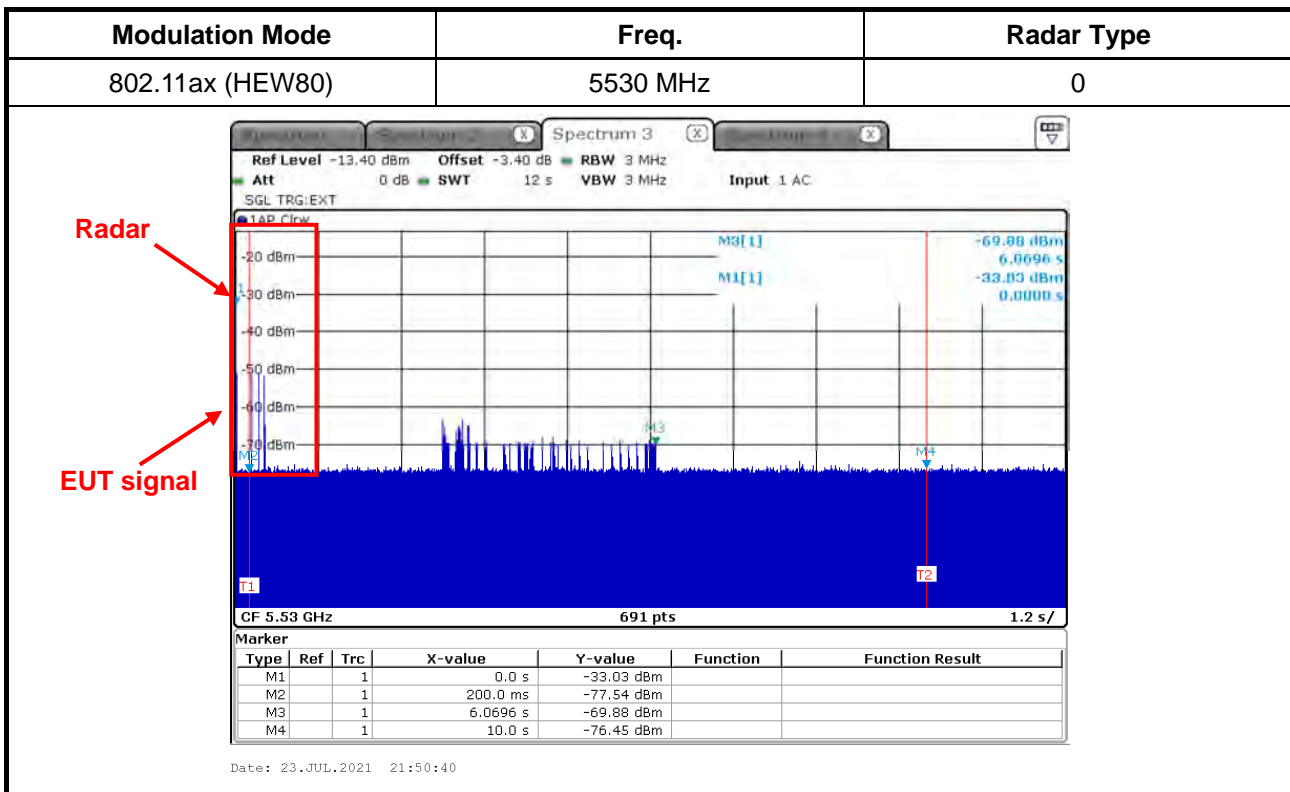 Modulation Mode Freq. Radar Type
802.11ax (HEW80) 5530 MHz 0
Spectrum 3
Ref Level -13.40 dBm Offset -3.40 dB RBW 3 MHz
Att 0 dB SWT 12 s VBW 3 MHz Input 1 AC
SGL TRG:EXT
1AP Clrw
Radar
M3[1] -69.88 dBm
6.0696 s
M1[1] -33.03 dBm
0.0000 s
-20 dBm
-30 dBm
-40 dBm
-50 dBm
-60 dBm
M3
-70 dBm
M2 M4
EUT signal
T1 T2
CF 5.53 GHz 691 pts 1.2 s/
Marker
Type Ref Trc X-value Y-value Function Function Result
M1 1 0.0 s -33.03 dBm
M2 1 200.0 ms -77.54 dBm
M3 1 6.0696 s -69.88 dBm
M4 1 10.0 s -76.45 dBm
Date: 23.JUL.2021 21:50:40